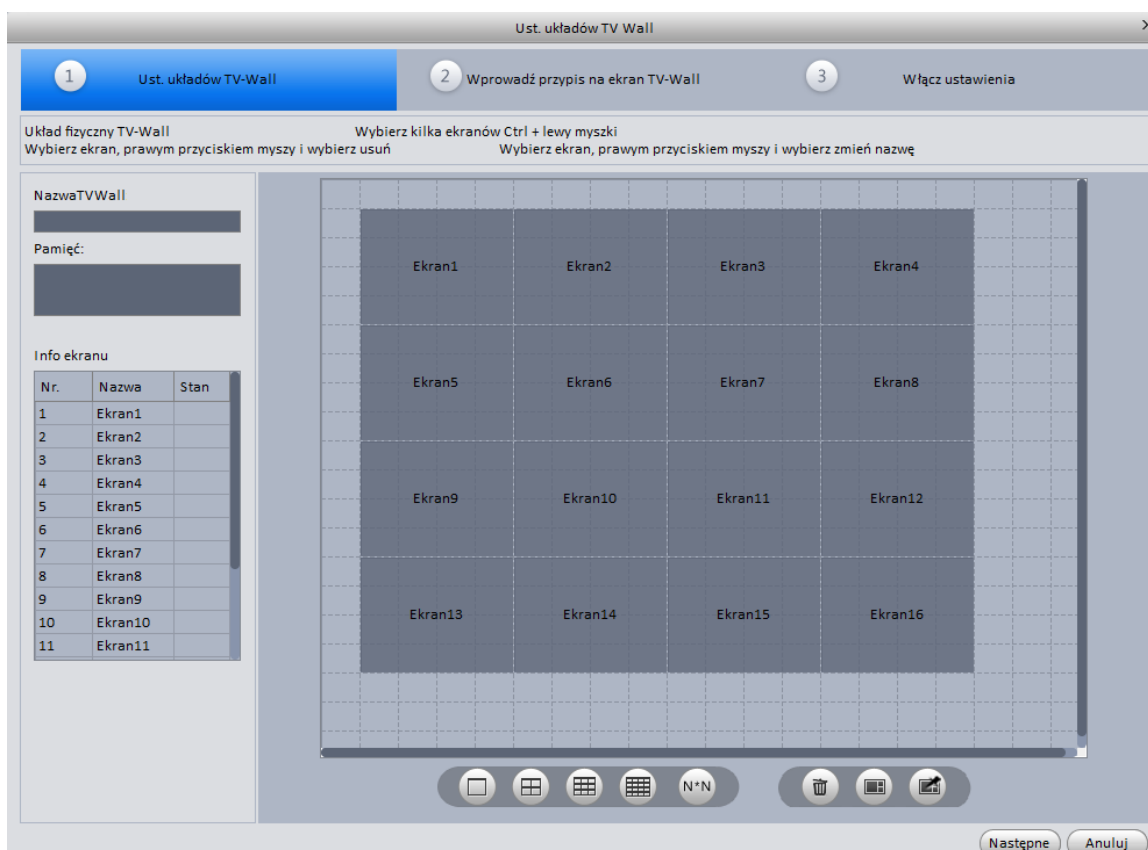 Ust. układów TV Wall
1 Ust. układów TV-Wall
2 Wprowadź przypis na ekran TV-Wall
3 Włącz ustawienia
Układ fizyczny TV-Wall Wybierz kilka ekranów Ctrl + lewy myszki
Wybierz ekran, prawym przyciskiem myszy i wybierz usuń Wybierz ekran, prawym przyciskiem myszy i wybierz zmień nazwę
NazwaTVWall
Pamięć:
Info ekranu
Nr. Nazwa Stan
1 Ekran1
2 Ekran2
3 Ekran3
4 Ekran4
5 Ekran5
6 Ekran6
7 Ekran7
8 Ekran8
9 Ekran9
10 Ekran10
11 Ekran11
Ekran1 Ekran2 Ekran3 Ekran4
Ekran5 Ekran6 Ekran7 Ekran8
Ekran9 Ekran10 Ekran11 Ekran12
Ekran13 Ekran14 Ekran15 Ekran16
N*N
Następne Anuluj